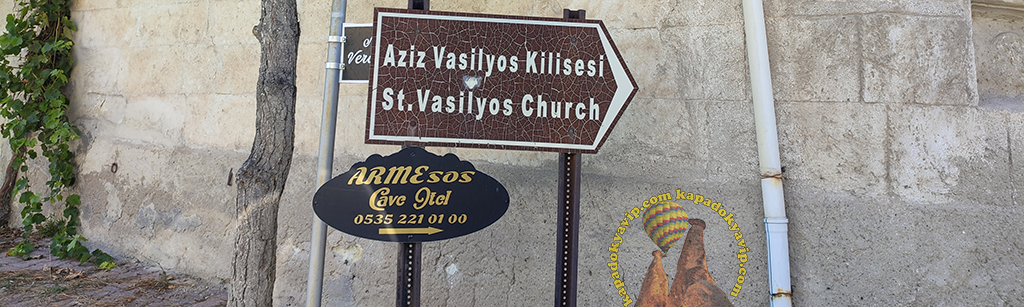 Aziz Vasilyos Kilisesi
St.Vasilyos Church
ARMEsos
Cave Otel
0535 221 01 00
kapadokyavip.com kapadokyavip.com